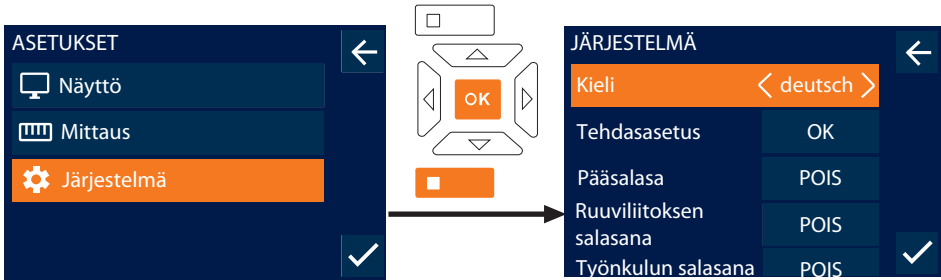 ASETUKSET
Näyttö
Mittaus
Järjestelmä
OK
JÄRJESTELMÄ
Kieli deutsch
Tehdasasetus OK
Pääsalasa POIS
Ruuviliitoksen
salasana POIS
Työnkulun salasana POIS